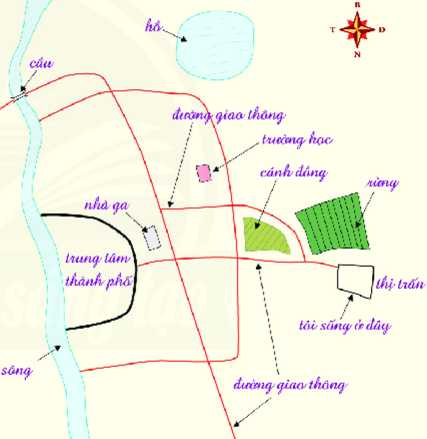 B
hồ
T
D
N
cầu
đường giao thông
trường học
cánh đồng
rừng
nhà ga
trung tâm
thành phố
thị trấn
tôi sống ở đây
sông
đường giao thông